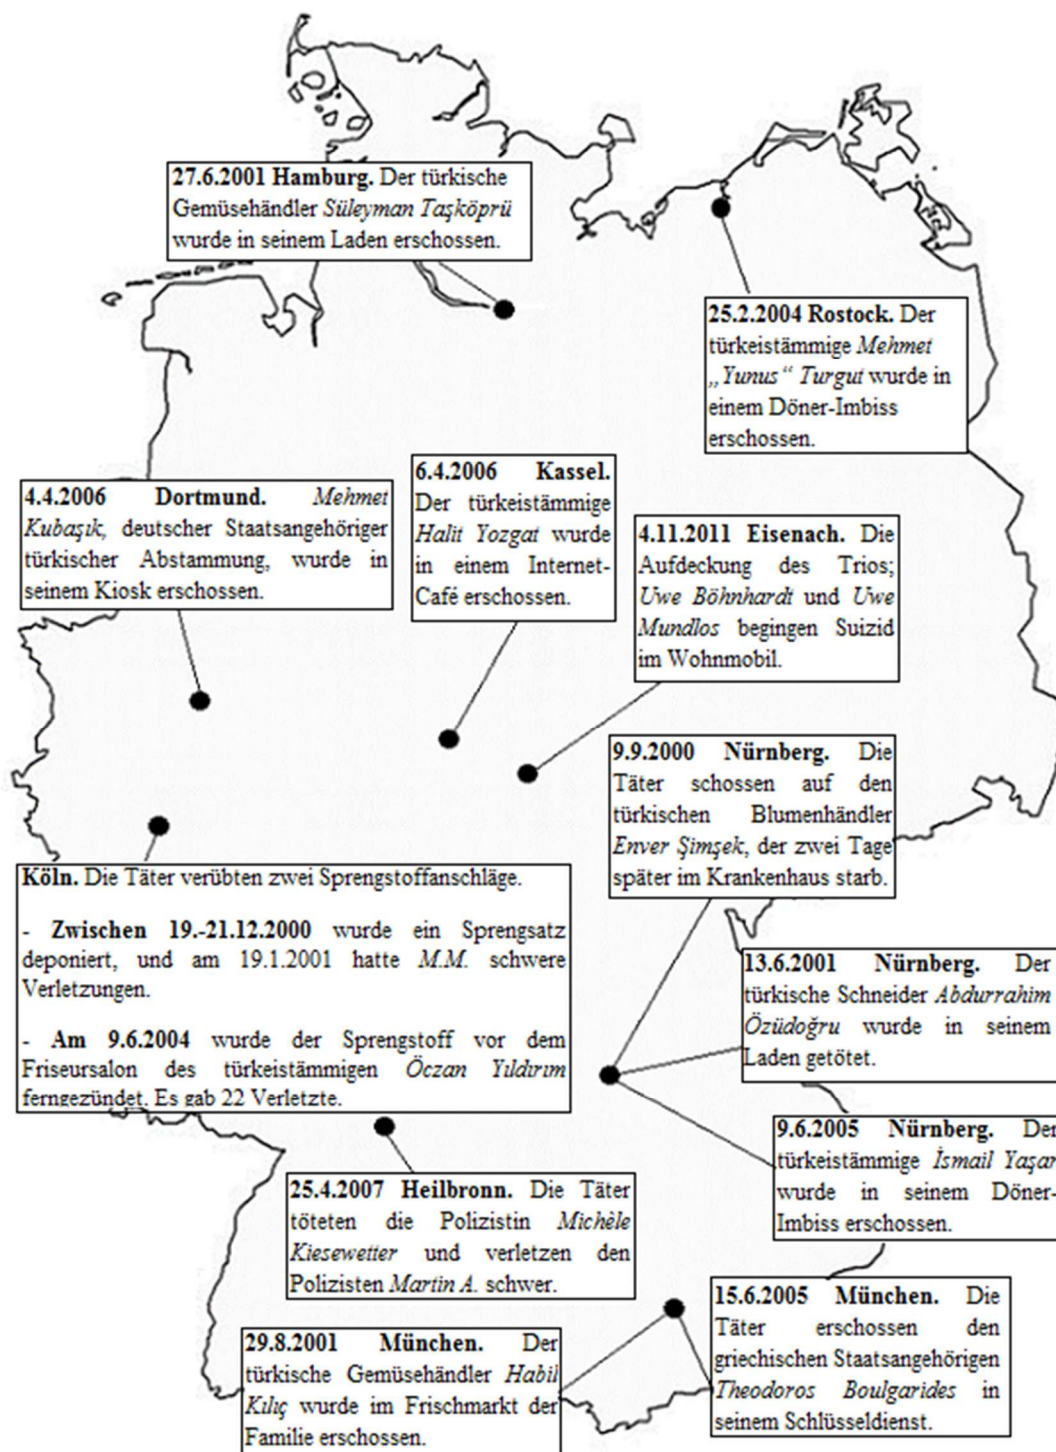 27.6.2001 Hamburg. Der türkische
Gemüsehändler Süleyman Taşköprü
wurde in seinem Laden erschossen.
25.2.2004 Rostock. Der
türkeistämmige Mehmet
„Yunus“ Turgut wurde in
einem Döner-Imbiss
erschossen.
4.4.2006 Dortmund. Mehmet
Kubaşık, deutscher Staatsangehöriger
türkischer Abstammung, wurde in
seinem Kiosk erschossen.
6.4.2006 Kassel.
Der türkeistämmige
Halit Yozgat wurde
in einem Internet-
Café erschossen.
4.11.2011 Eisenach. Die
Aufdeckung des Trios;
Uwe Böhnhardt und Uwe
Mundlos begingen Suizid
im Wohnmobil.
9.9.2000 Nürnberg. Die
Täter schossen auf den
türkischen Blumenhändler
Enver Şimşek, der zwei Tage
später im Krankenhaus starb.
Köln. Die Täter verübten zwei Sprengstoffanschläge.
- Zwischen 19.-21.12.2000 wurde ein Sprengsatz
deponiert, und am 19.1.2001 hatte M.M. schwere
Verletzungen.
- Am 9.6.2004 wurde der Sprengstoff vor dem
Friseursalon des türkeistämmigen Öczan Yıldırım
ferngezündet. Es gab 22 Verletzte.
13.6.2001 Nürnberg. Der
türkische Schneider Abdurrahim
Özüdoğru wurde in seinem
Laden getötet.
9.6.2005 Nürnberg. Der
türkeistämmige İsmail Yaşar
wurde in seinem Döner-
Imbiss erschossen.
25.4.2007 Heilbronn. Die Täter
töteten die Polizistin Michèle
Kiesewetter und verletzen den
Polizisten Martin A. schwer.
15.6.2005 München. Die
Täter erschossen den
griechischen Staatsangehörigen
Theodoros Boulgarides in
seinem Schlüsseldienst.
29.8.2001 München. Der
türkische Gemüsehändler Habil
Kılıç wurde im Frischmarkt der
Familie erschossen.